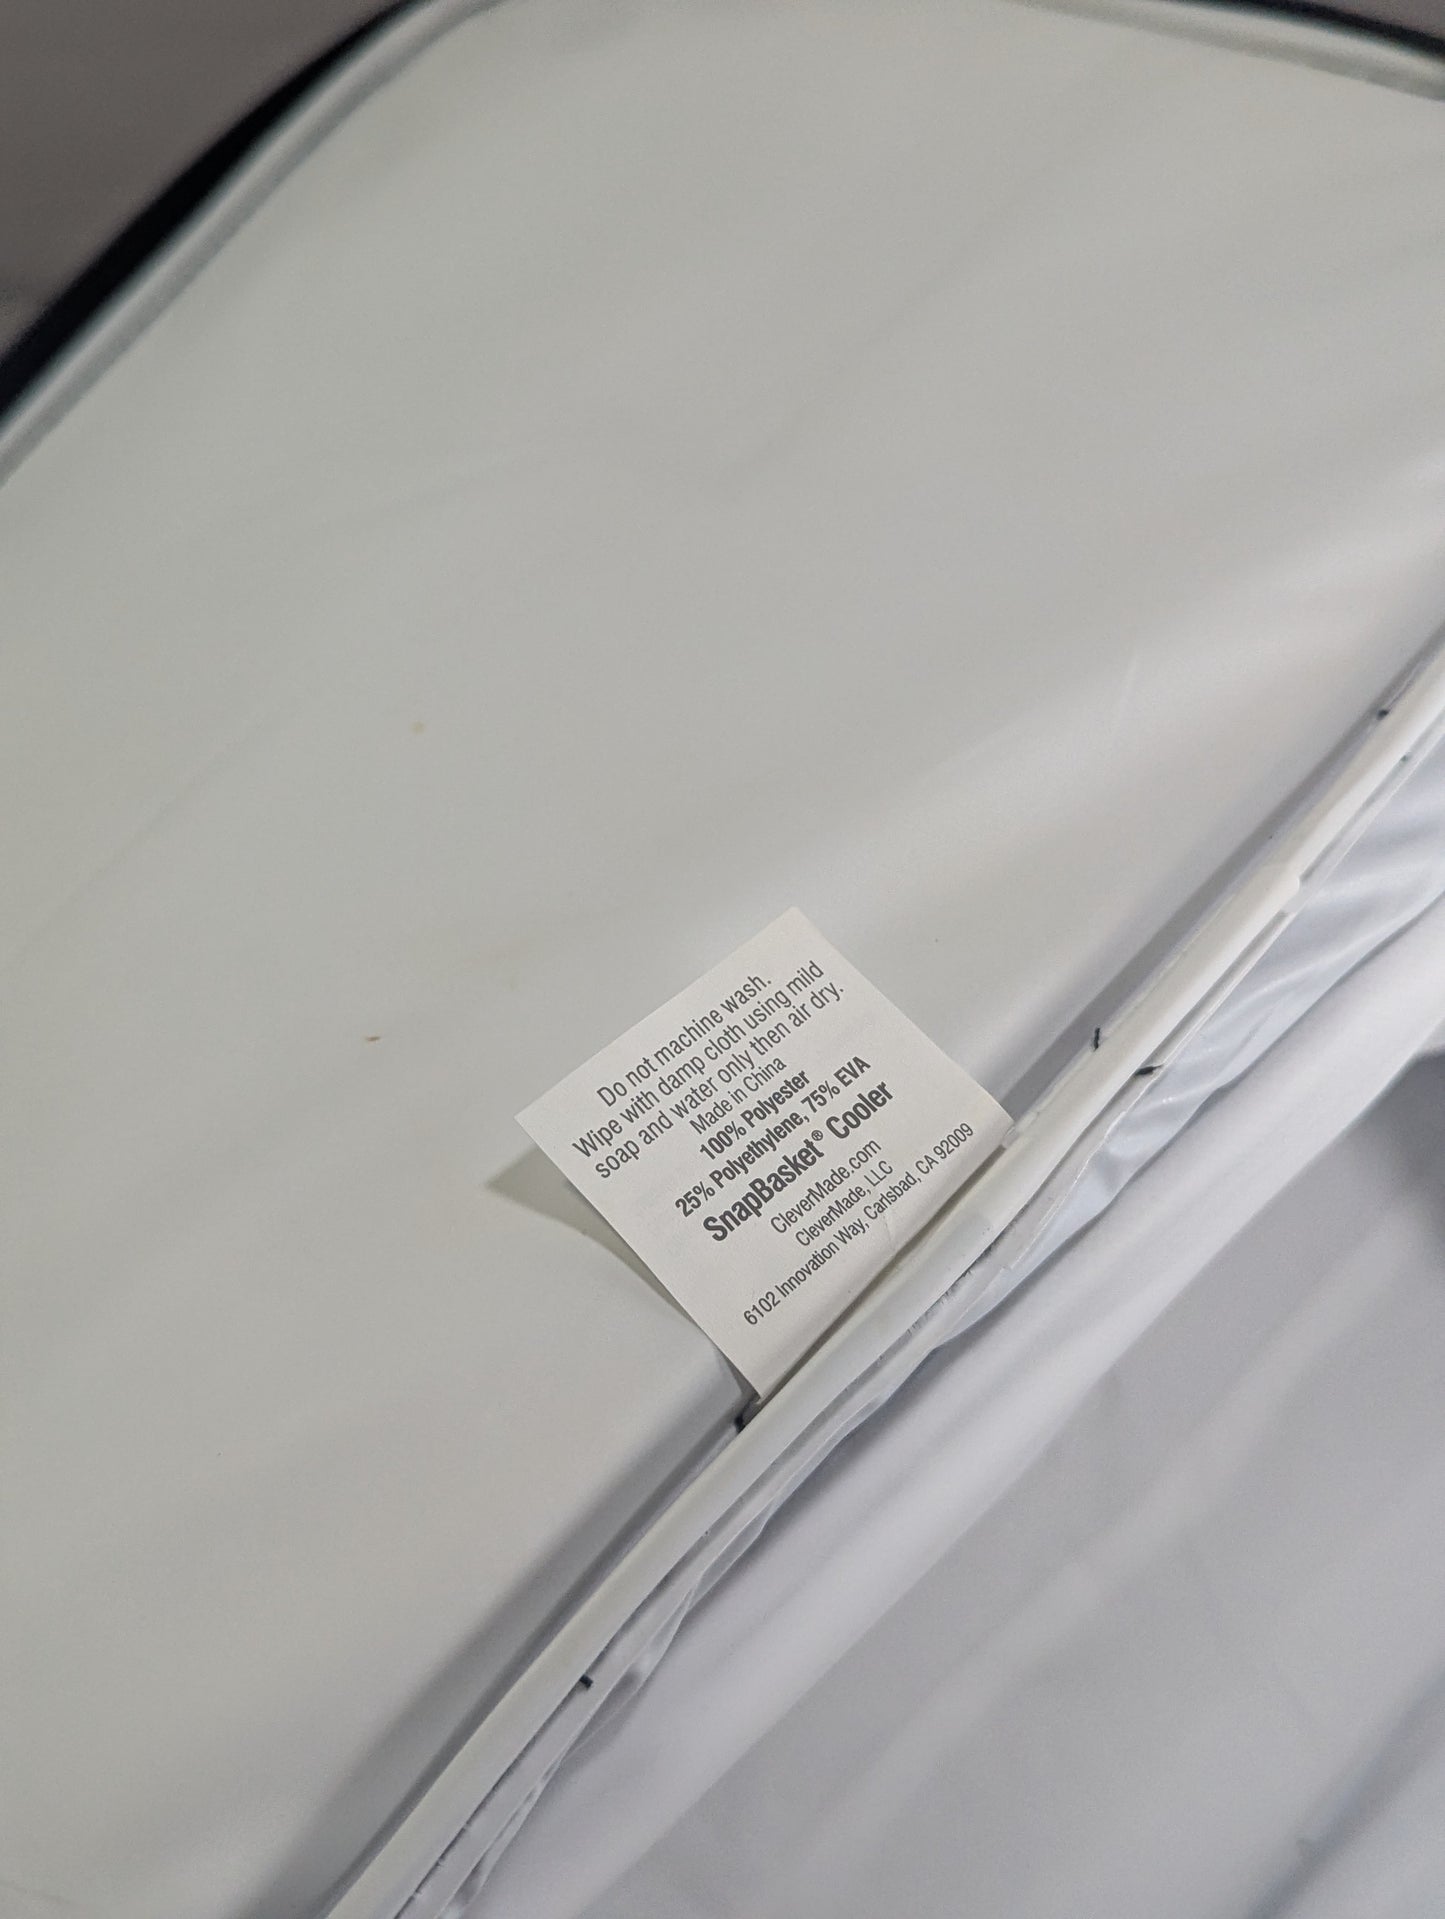 Do not machine wash.
Wipe with damp cloth using mild
soap and water only then air dry.
Made in China
100% Polyester
25% Polyethylene, 75% EVA
SnapBasket® Cooler
CleverMade.com
CleverMade, LLC
6102 Innovation Way, Carlsbad, CA 92009